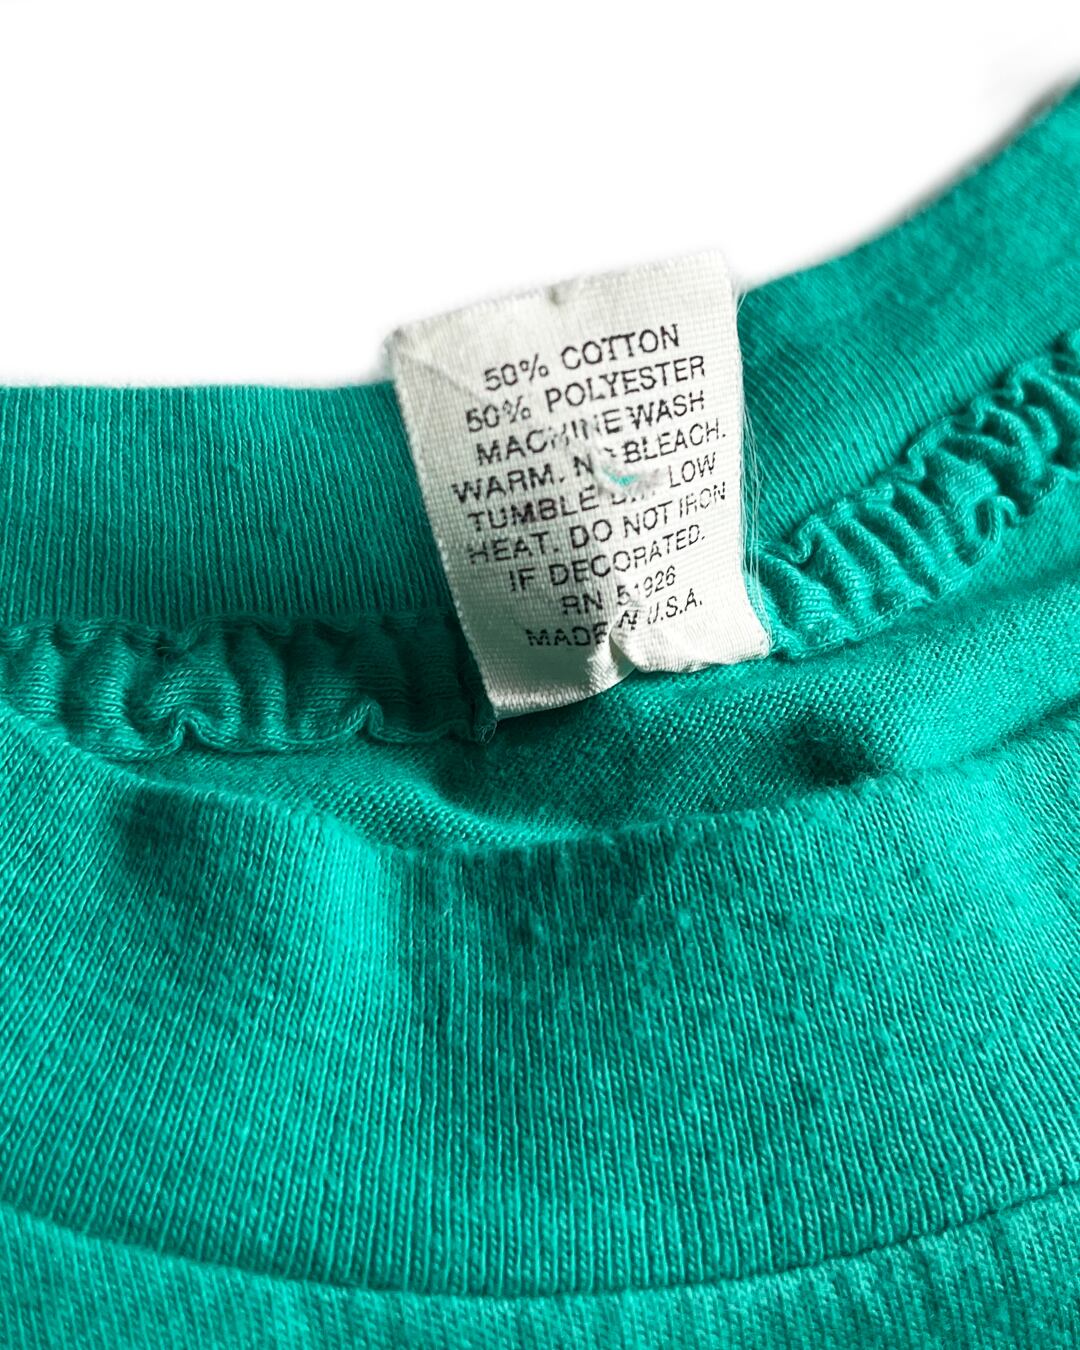 50% COTTON
50% POLYESTER
MACHINE WASH
WARM. NO BLEACH.
TUMBLE DRY LOW
HEAT. DO NOT IRON
IF DECORATED.
RN 51926
MADE IN U.S.A.